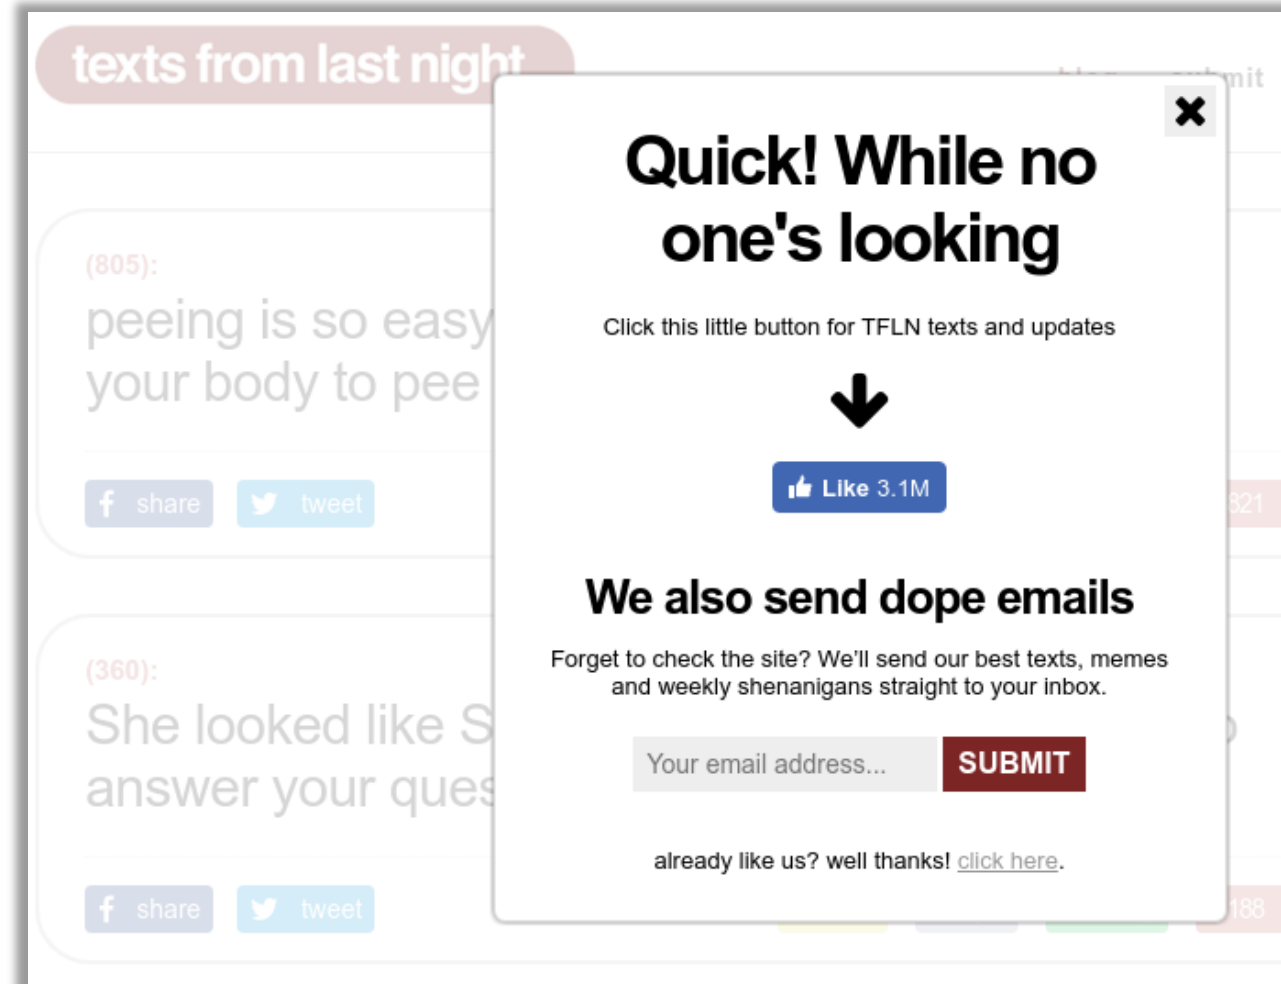 texts from last night
blog submit
Quick! While no
one's looking
Click this little button for TFLN texts and updates
Like 3.1M
We also send dope emails
Forget to check the site? We'll send our best texts, memes
and weekly shenanigans straight to your inbox.
Your email address... SUBMIT
already like us? well thanks! click here.
(805):
peeing is so easy
your body to pee
share tweet
821
(360):
She looked like S
answer your ques
share tweet
188